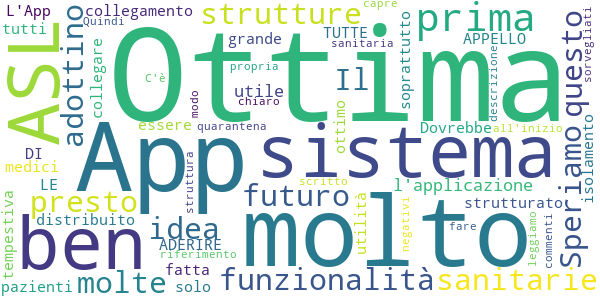 L'App
collegamento
strutture
prima
capre
Quindi
tutti
ASL
adottino
collegare
Ottima
grande
TUTTE
sanitaria
APPELLO
soprattutto
descrizione
questo
sorvegliati
C'è
propria
utile
chiaro
Il
modo
essere
quarantena
ottimo
Dovrebbe
all'inizio
App
sistema
Speriamo
isolamento
DI
medici
LE
presto
idea
struttura
futuro
scritto
l'applicazione
strutturato
utilità
negativi
fare
leggiamo
commenti
tempestiva
distribuito
ADERIRE
riferimento
ben
molto
pazienti
molte
fatta
solo
funzionalità
sanitarie